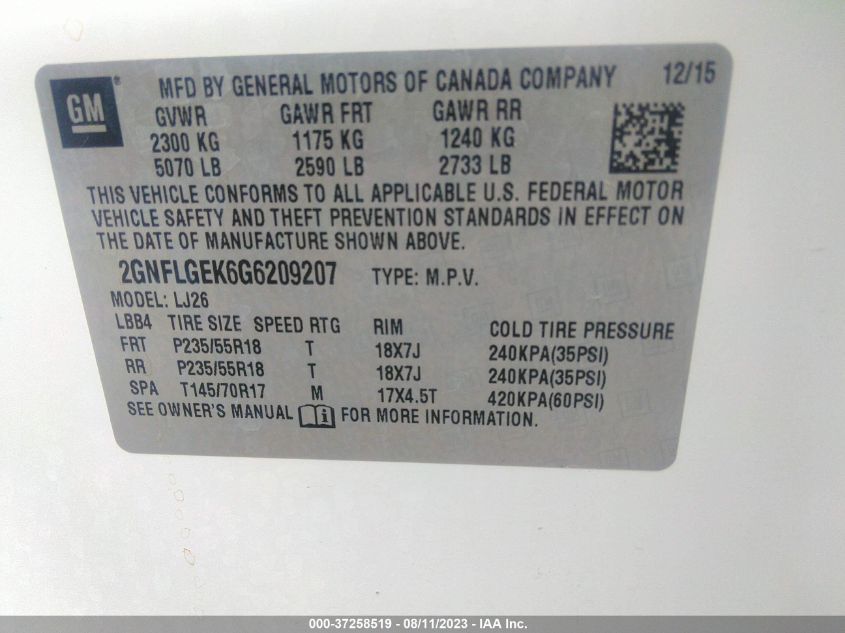 GM®
MFD BY GENERAL MOTORS OF CANADA COMPANY 12/15
GVWR GAWR FRT GAWR RR
2300 KG 1175 KG 1240 KG
5070 LB 2590 LB 2733 LB
THIS VEHICLE CONFORMS TO ALL APPLICABLE U.S. FEDERAL MOTOR
VEHICLE SAFETY AND THEFT PREVENTION STANDARDS IN EFFECT ON
THE DATE OF MANUFACTURE SHOWN ABOVE.
2GNFLGEK6G6209207 TYPE: M.P.V.
MODEL: LJ26
LBB4 TIRE SIZE SPEED RTG RIM COLD TIRE PRESSURE
FRT P235/55R18 T 18X7J 240KPA(35PSI)
RR P235/55R18 T 18X7J 240KPA(35PSI)
SPA T145/70R17 M 17X4.5T 420KPA(60PSI)
SEE OWNER'S MANUAL i FOR MORE INFORMATION.
000-37258519 - 08/11/2023 - IAA Inc.